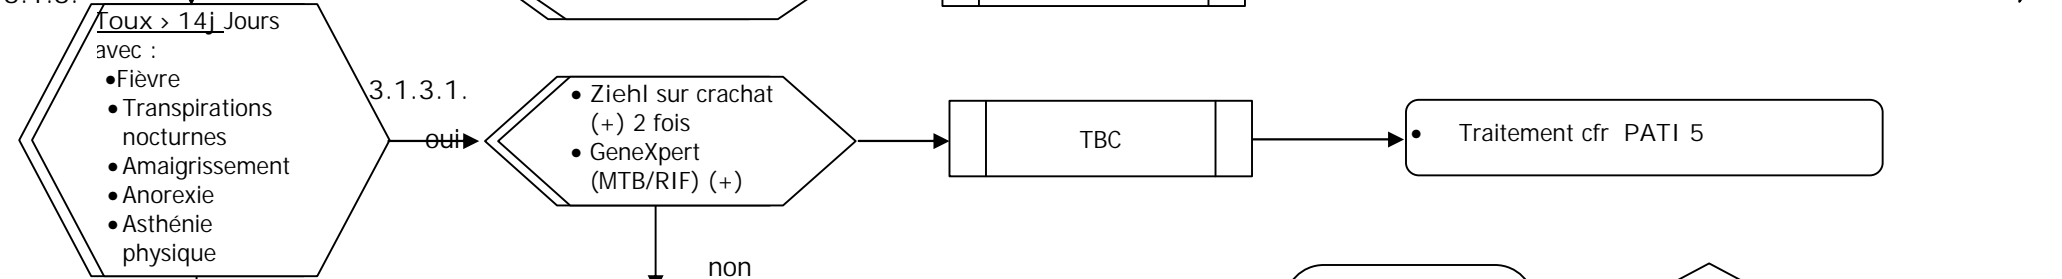 Toux > 14j Jours
avec :
•Fièvre
• Transpirations
nocturnes
• Amaigrissement
• Anorexie
• Asthénie
physique
3.1.3.1.
oui
• Ziehl sur crachat
(+) 2 fois
• GeneXpert
(MTB/RIF) (+)
non
TBC
• Traitement cfr PATI 5